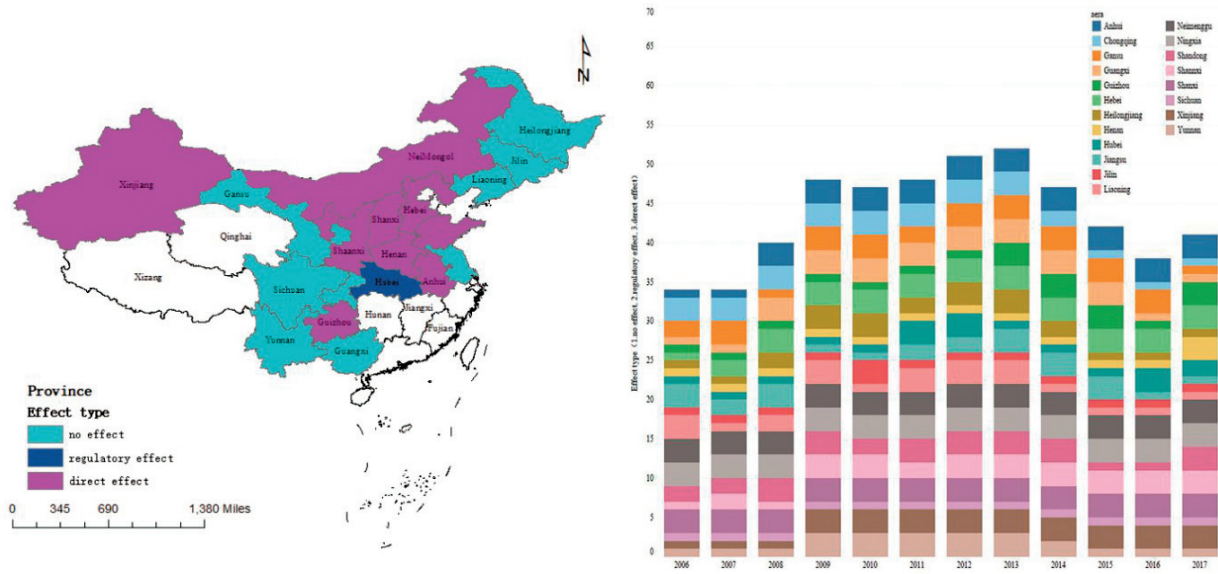 N
Heilongjiang
Jilin
Liaoning
NeiMongol
Xinjiang
Gansu
Hebei
Shanxi
Qinghai
Shaanxi
Henan
Xizang
Hubei
Anhui
Sichuan
Hunan
Jiangxi
Guizhou
Fujian
Yunnan
Guangxi
Province
Effect type
no effect
regulatory effect
direct effect
0 345 690 1,380 Miles
Effect type (1.no effect, 2.regulatory effect, 3.derect effect)
70
65
60
55
50
45
40
35
30
25
20
15
10
5
0
aera
Anhui
Chongqing
Gansu
Guangxi
Guizhou
Hebei
Heilongjiang
Henan
Hubei
Jiangsu
Jilin
Liaoning
Neimenggu
Ningxia
Shandong
Shannxi
Shanxi
Sichuan
Xinjiang
Yunnan
2006 2007 2008 2009 2010 2011 2012 2013 2014 2015 2016 2017